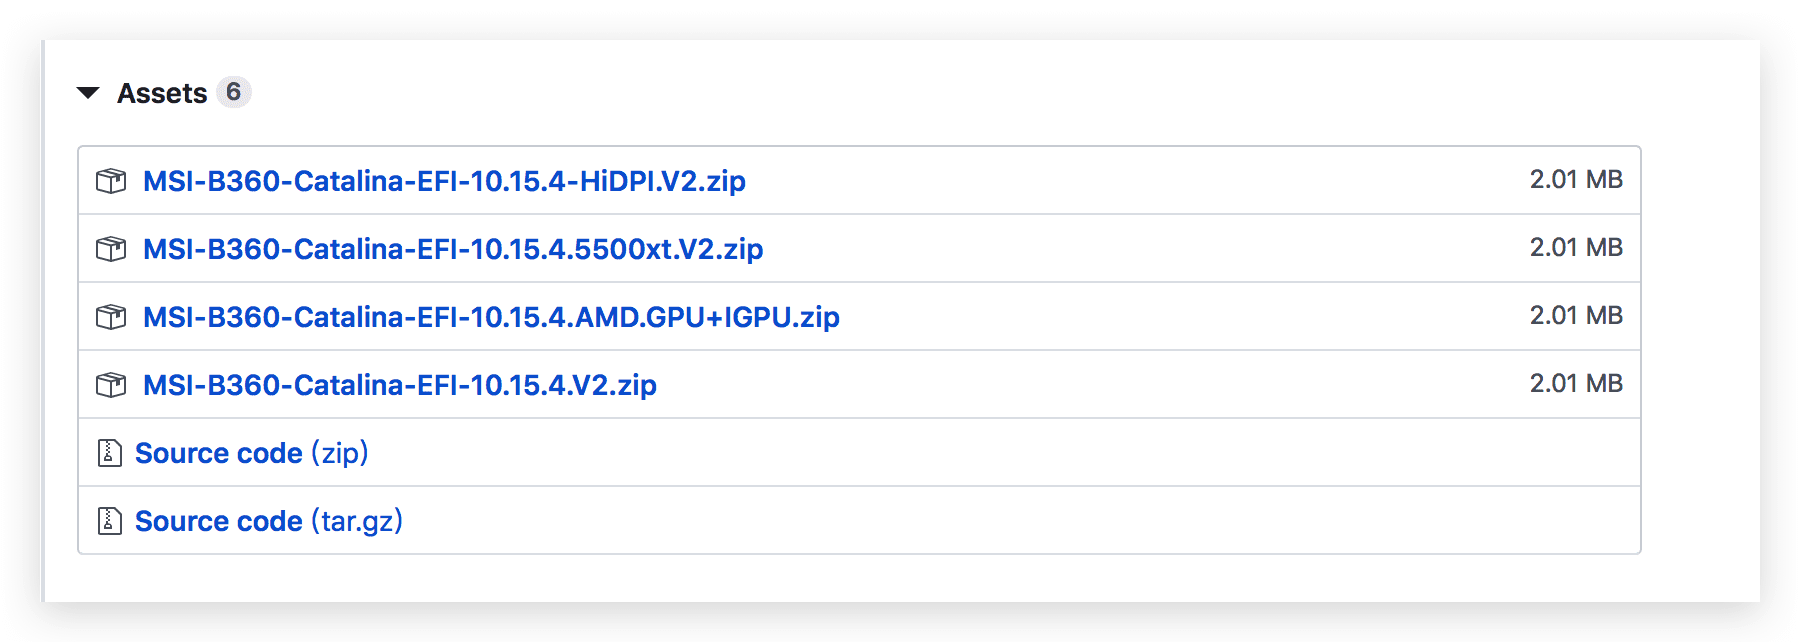 Assets 6
MSI-B360-Catalina-EFI-10.15.4-HiDPI.V2.zip 2.01 MB
MSI-B360-Catalina-EFI-10.15.4.5500xt.V2.zip 2.01 MB
MSI-B360-Catalina-EFI-10.15.4.AMD.GPU+IGPU.zip 2.01 MB
MSI-B360-Catalina-EFI-10.15.4.V2.zip 2.01 MB
Source code (zip)
Source code (tar.gz)